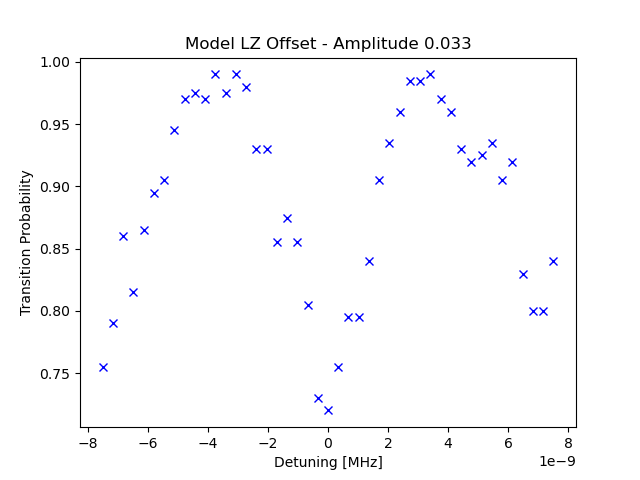 Model LZ Offset - Amplitude 0.033
Transition Probability
1.00
0.95
0.90
0.85
0.80
0.75
−8 −6 −4 −2 0 2 4 6 8
Detuning [MHz]
1e−9